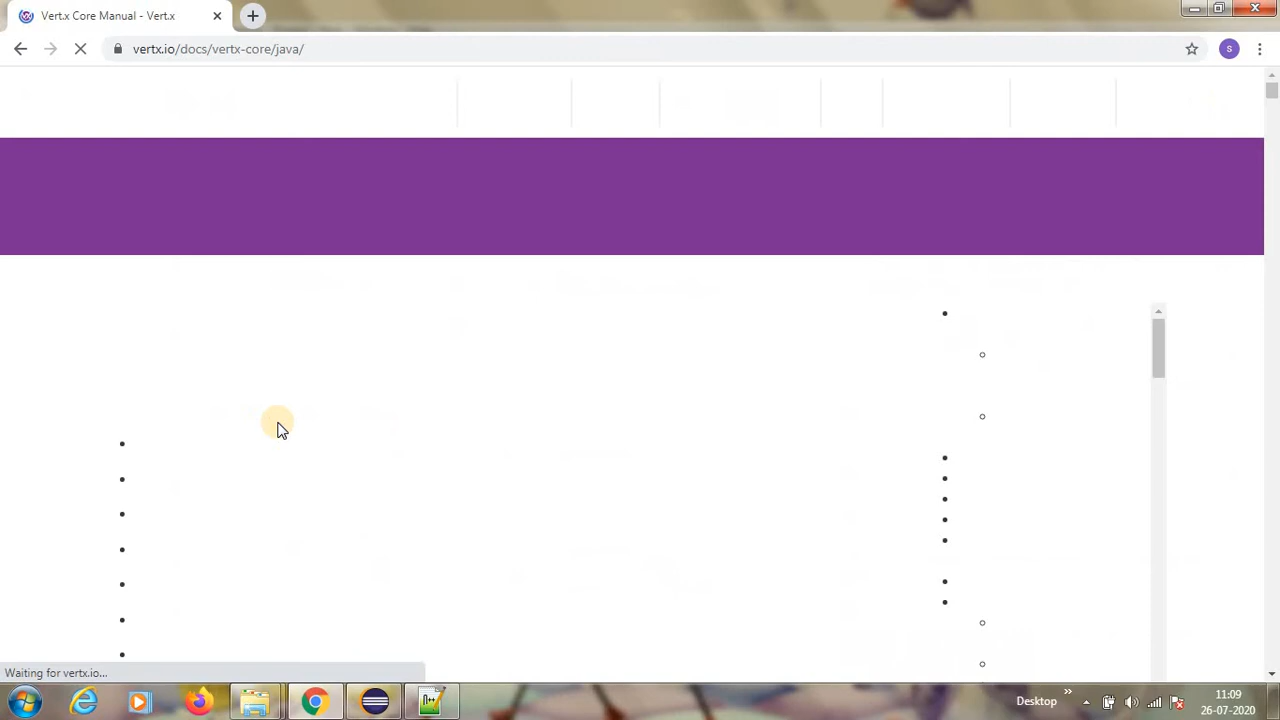 Vert.x Core Manual - Vert.x
vertx.io/docs/vertx-core/java/
s
Waiting for vertx.io...
Desktop
»
11:09
26-07-2020